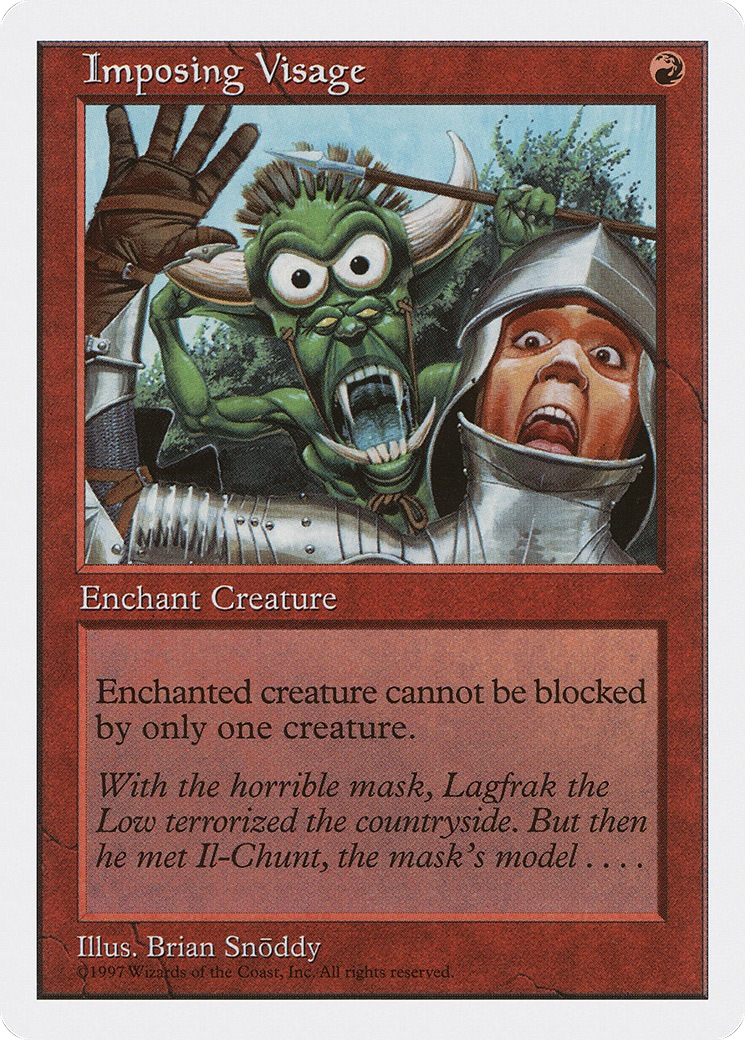 Imposing Visage
Enchant Creature
Enchanted creature cannot be blocked
by only one creature.
With the horrible mask, Lagfrak the
Low terrorized the countryside. But then
he met Il-Chunt, the mask's model . . . .
Illus. Brian Snōddy
©1997 Wizards of the Coast, Inc. All rights reserved.